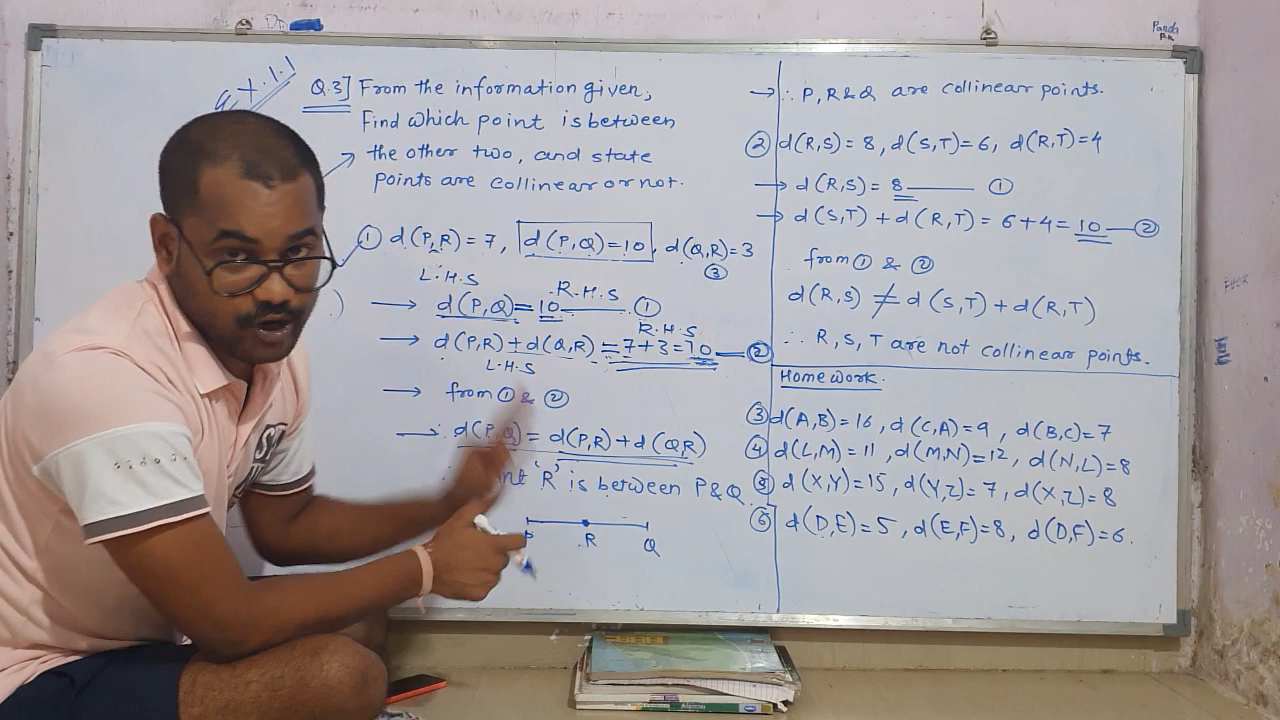 Q.3] From the information given,
Find which point is between
the other two, and state
points are collinear or not.
① d(P,R)=7, d(P,Q)=10, d(Q,R)=3
③
L.H.S
R.H.S
→ d(P,Q)=10 ①
R.H.S
→ d(P,R)+d(Q,R)=7+3=10 ②
L.H.S
→ from ① & ②
→ d(P,Q)=d(P,R)+d(Q,R)
'R' is between P&Q
P R Q
→ ∴ P,R&Q are collinear points.
② d(R,S)=8, d(S,T)=6, d(R,T)=4
→ d(R,S)=8 ①
→ d(S,T)+d(R,T)=6+4=10 ②
from ① & ②
d(R,S) ≠ d(S,T)+d(R,T)
∴ R,S,T are not collinear points.
Home work.
③ d(A,B)=16, d(C,A)=9, d(B,C)=7
④ d(L,M)=11, d(M,N)=12, d(N,L)=8
⑤ d(X,Y)=15, d(Y,Z)=7, d(X,Z)=8
⑥ d(D,E)=5, d(E,F)=8, d(D,F)=6.